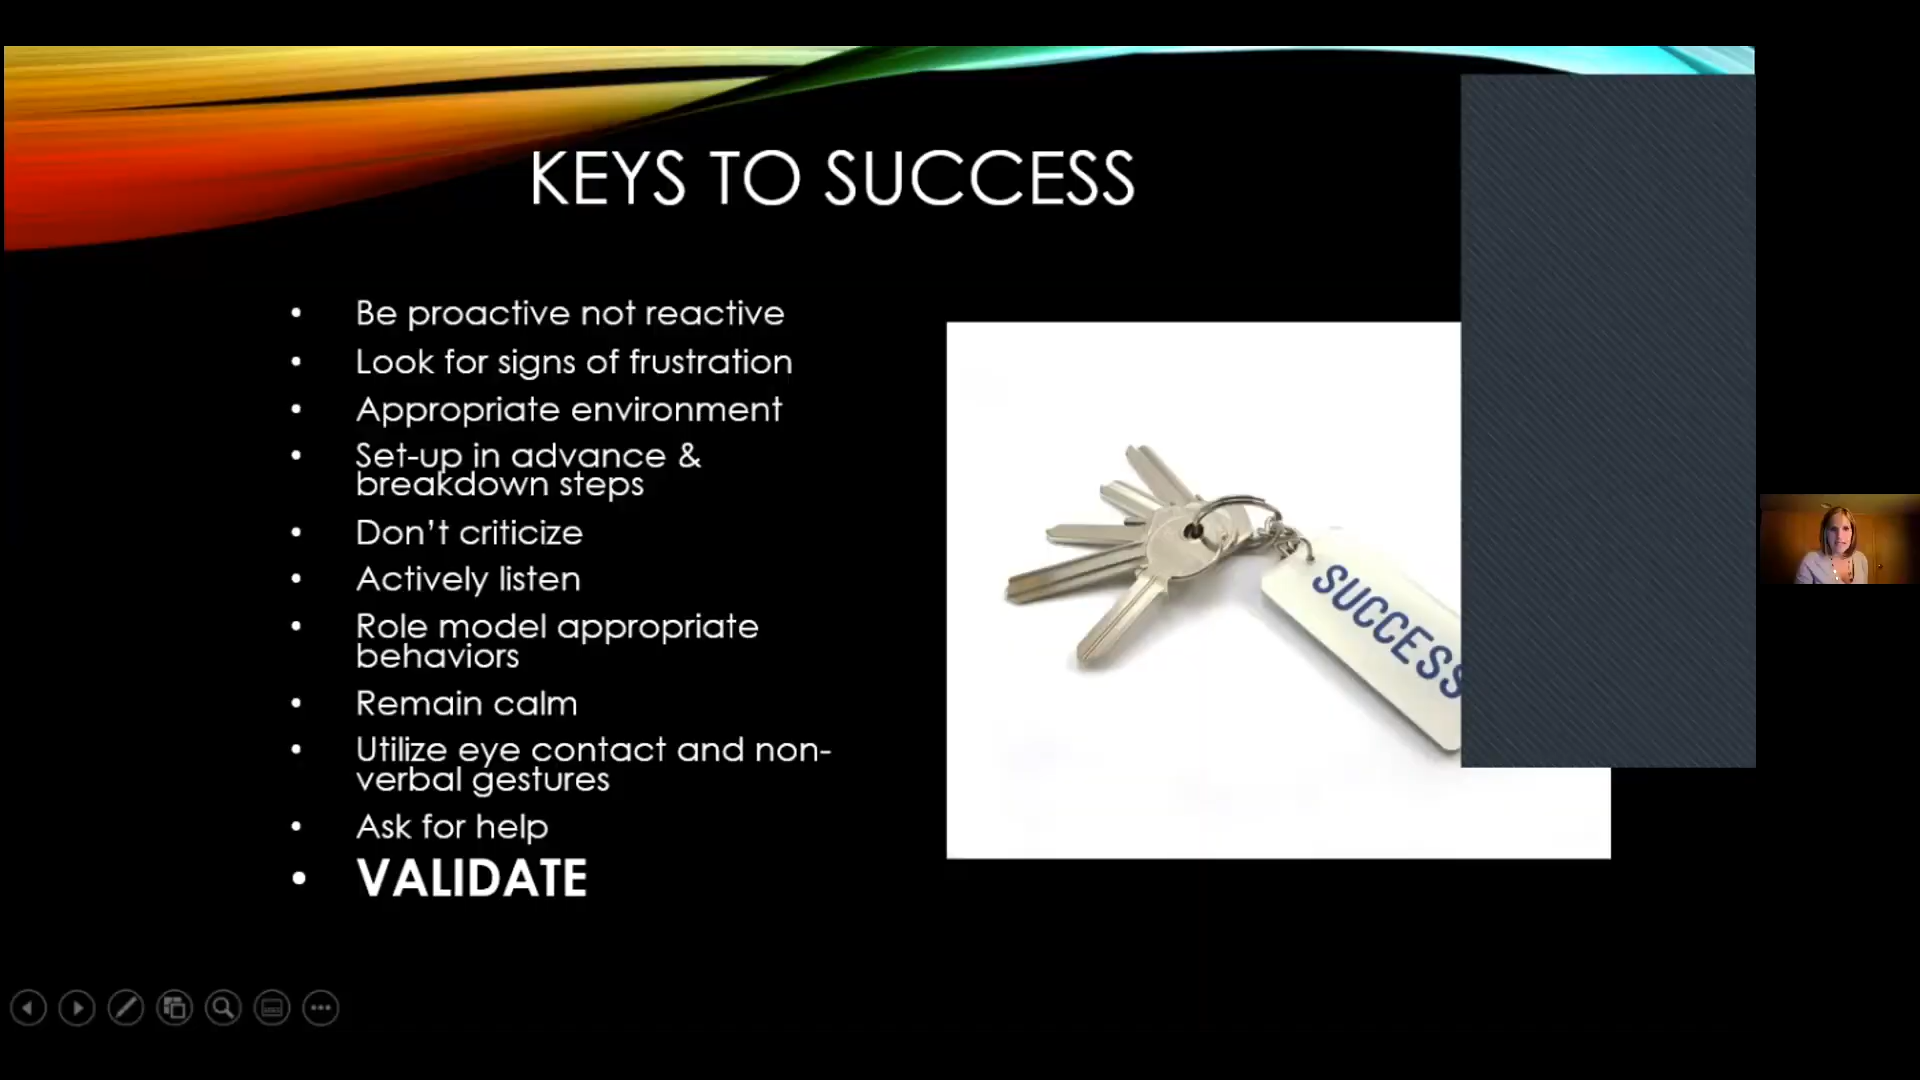 KEYS TO SUCCESS
• Be proactive not reactive
• Look for signs of frustration
• Appropriate environment
• Set-up in advance &
breakdown steps
• Don’t criticize
• Actively listen
• Role model appropriate
behaviors
• Remain calm
• Utilize eye contact and non-
verbal gestures
• Ask for help
• VALIDATE
SUCCESS